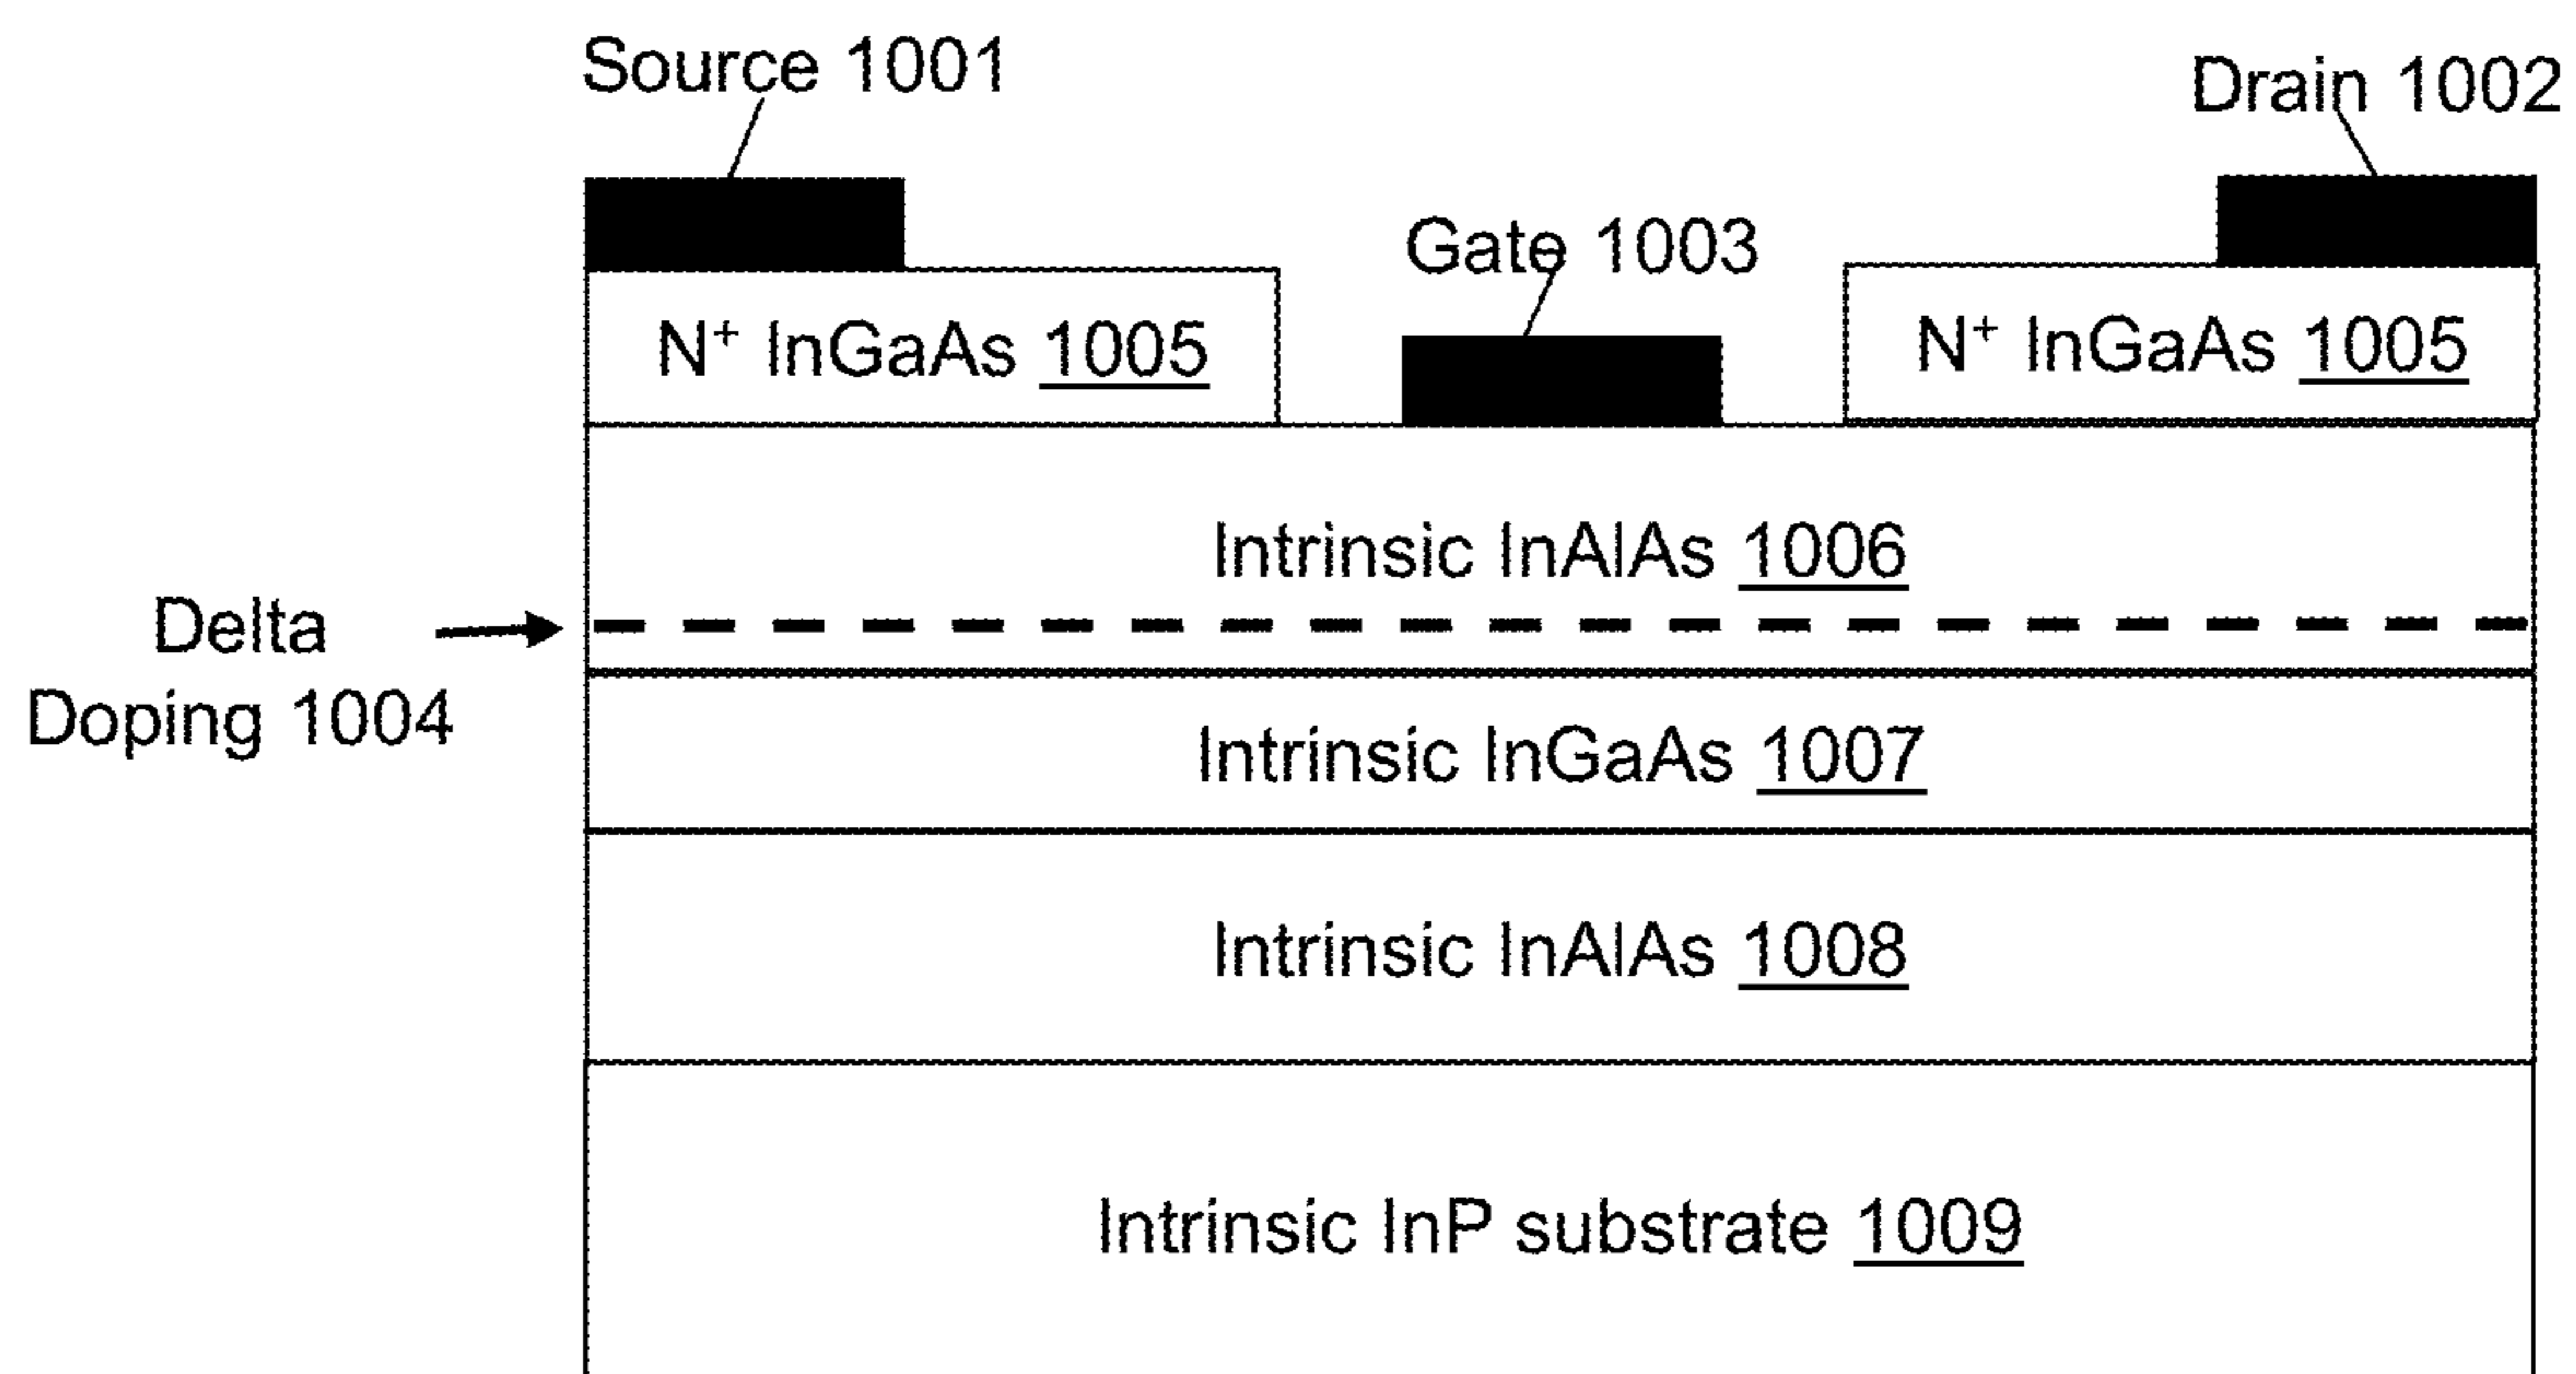 Source 1001
Drain 1002
Gate 1003
N⁺ InGaAs 1005
N⁺ InGaAs 1005
Intrinsic InAlAs 1006
Delta
Doping 1004
Intrinsic InGaAs 1007
Intrinsic InAlAs 1008
Intrinsic InP substrate 1009